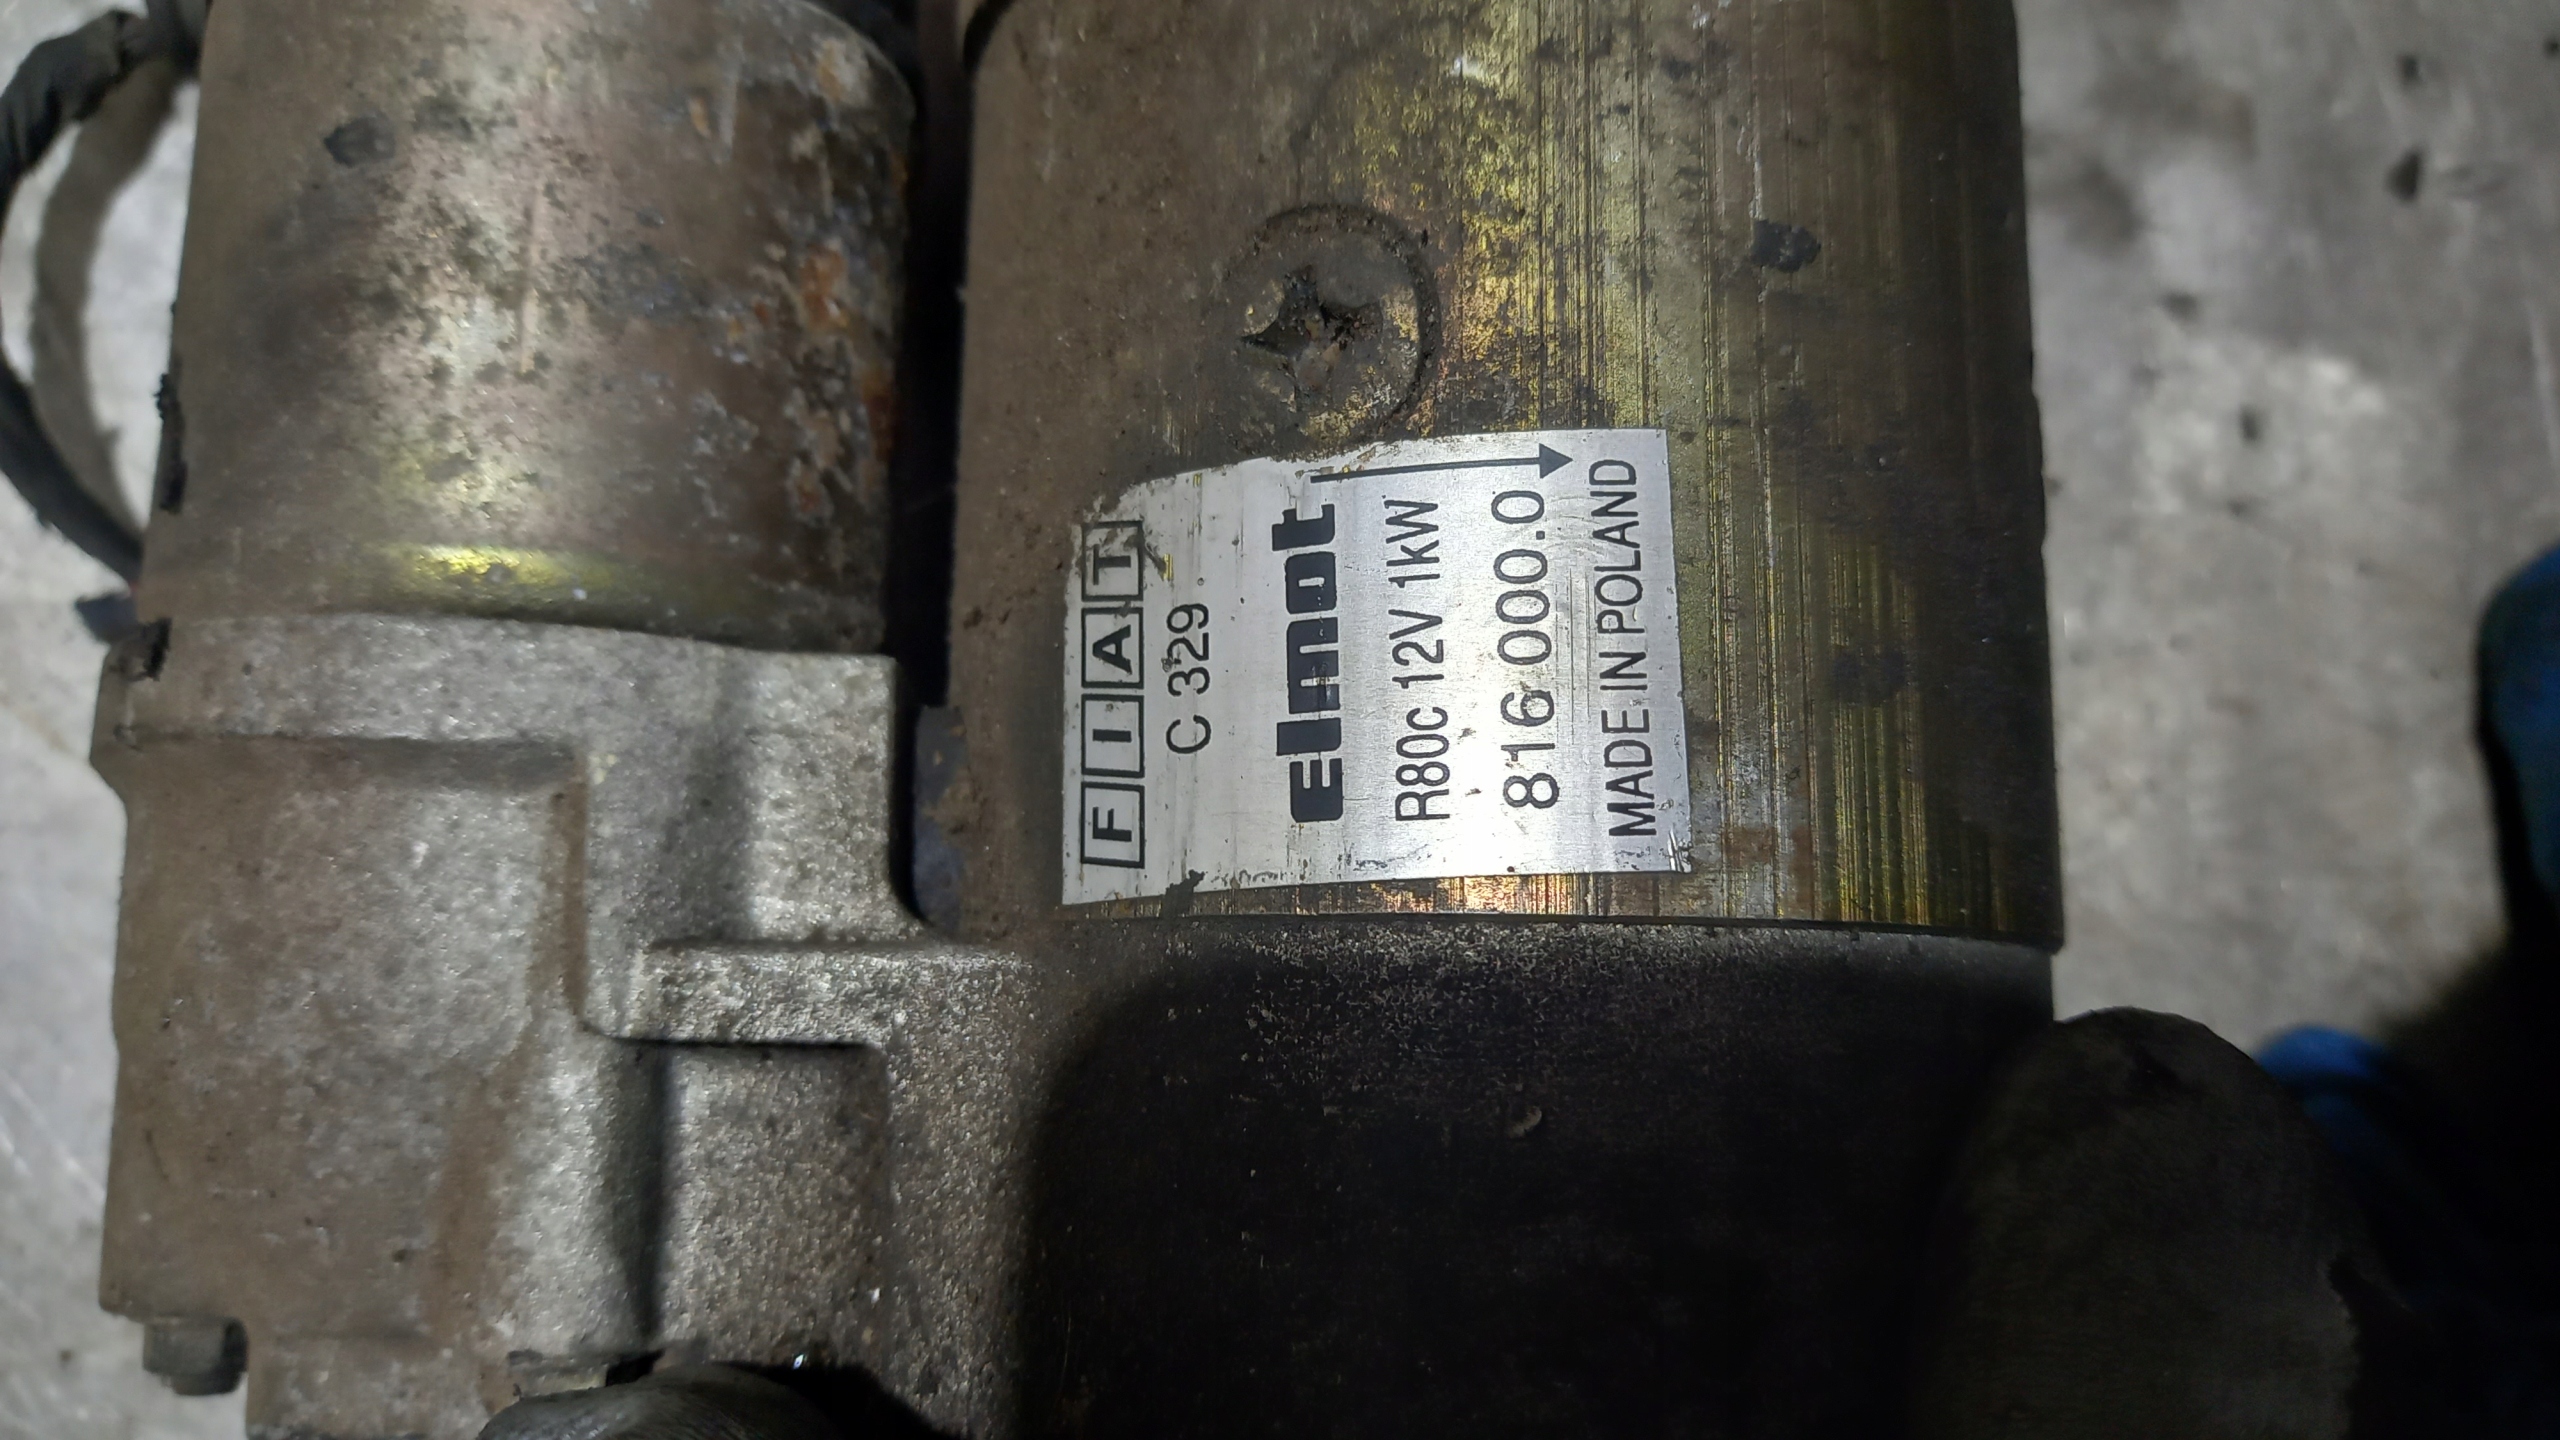 FIAT
C 329
Elmot
R80c 12V 1kW
816 000.0
MADE IN POLAND